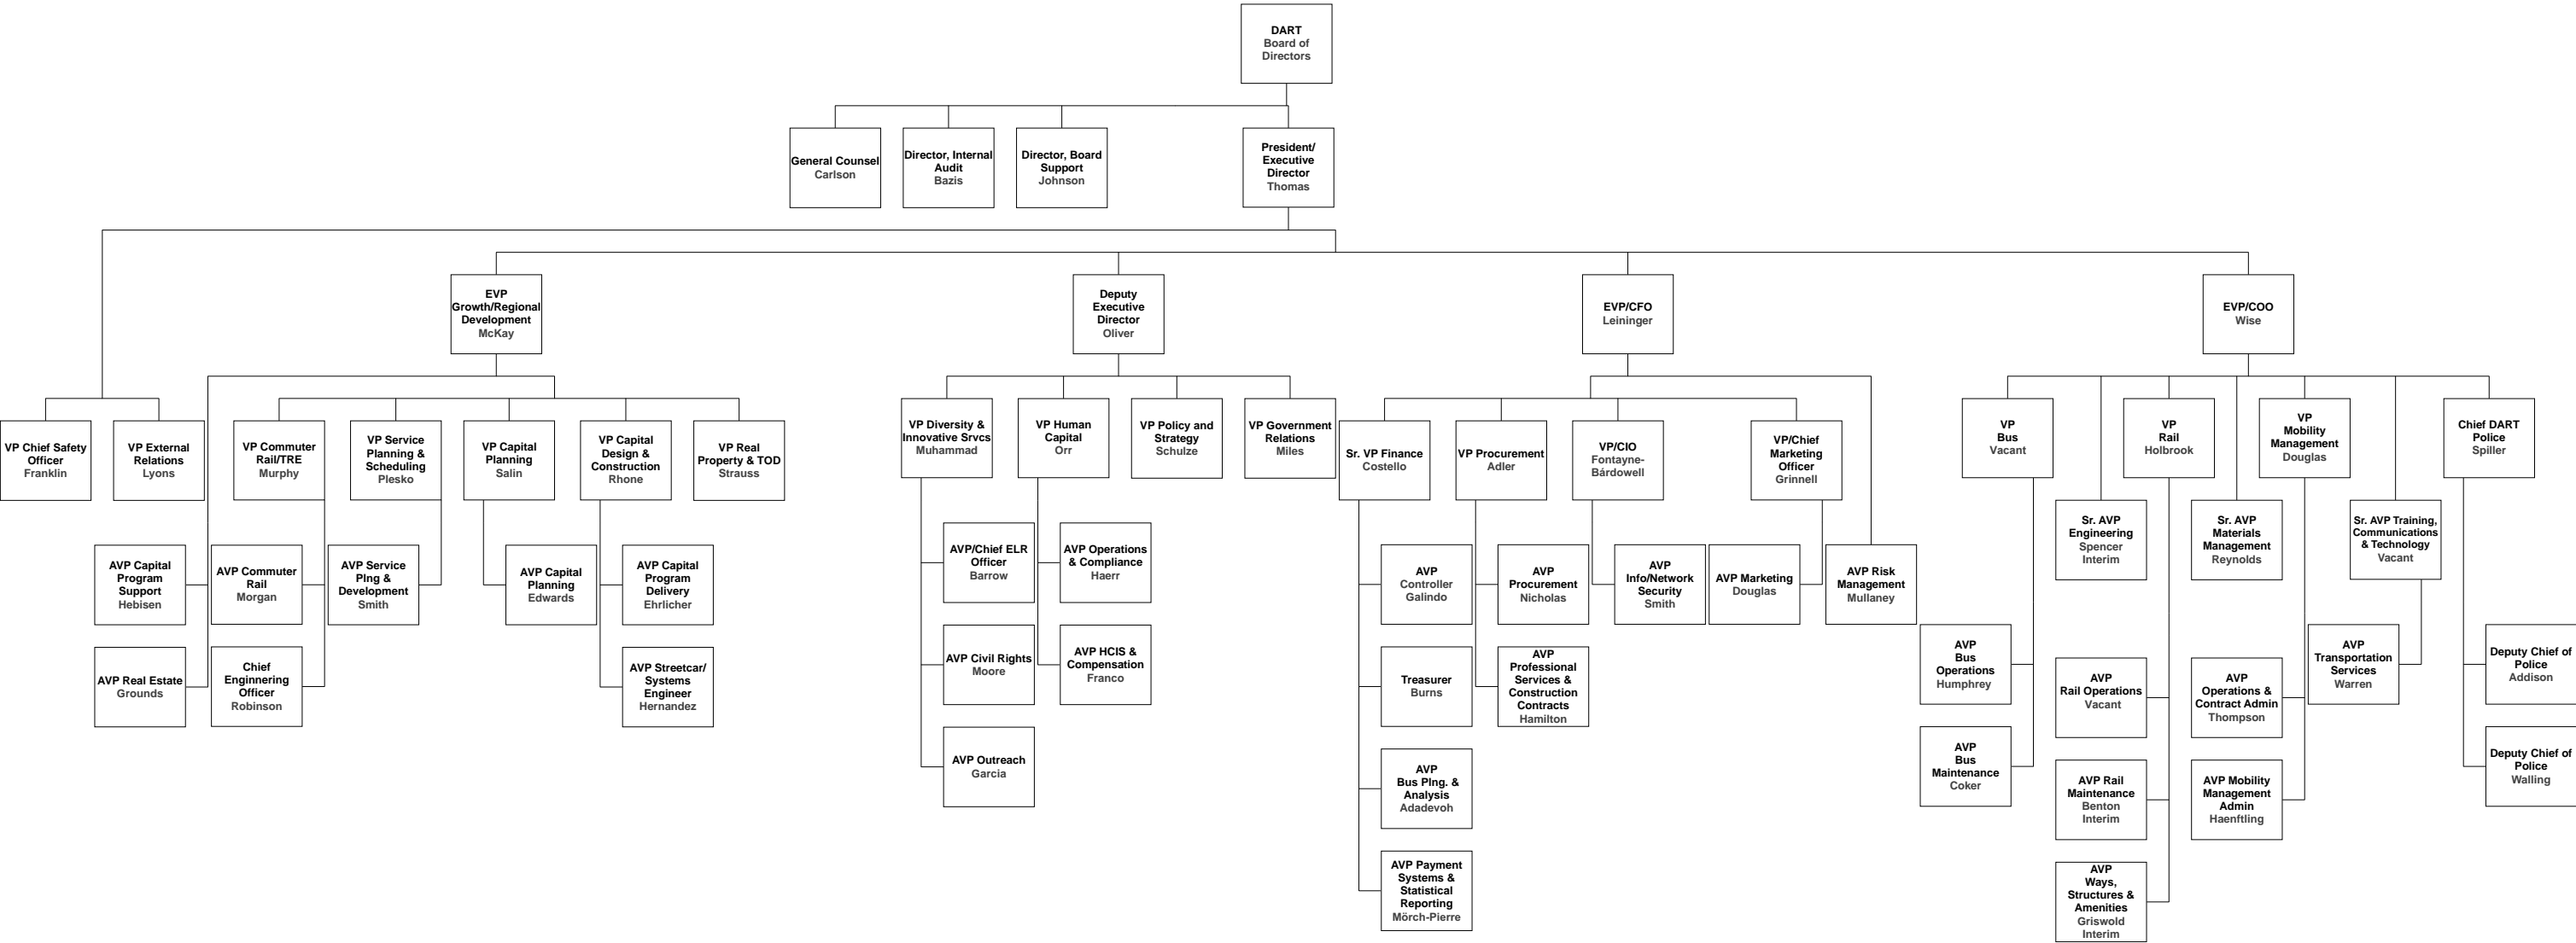 DART
Board of
Directors
General Counsel
Carlson
Director, Internal
Audit
Bazis
Director, Board
Support
Johnson
President/
Executive
Director
Thomas
EVP
Growth/Regional
Development
McKay
Deputy
Executive
Director
Oliver
EVP/CFO
Leininger
EVP/COO
Wise
VP Chief Safety
Officer
Franklin
VP External
Relations
Lyons
VP Commuter
Rail/TRE
Murphy
VP Service
Planning &
Scheduling
Plesko
VP Capital
Planning
Salin
VP Capital
Design &
Construction
Rhone
VP Real
Property & TOD
Strauss
VP Diversity &
Innovative Srvcs
Muhammad
VP Human
Capital
Orr
VP Policy and
Strategy
Schulze
VP Government
Relations
Miles
Sr. VP Finance
Costello
VP Procurement
Adler
VP/CIO
Fontayne-
Bárdowell
VP/Chief
Marketing
Officer
Grinnell
VP
Bus
Vacant
VP
Rail
Holbrook
VP
Mobility
Management
Douglas
Chief DART
Police
Spiller
Sr. AVP
Engineering
Spencer
Interim
Sr. AVP
Materials
Management
Reynolds
Sr. AVP Training,
Communications
& Technology
Vacant
AVP Capital
Program
Support
Hebisen
AVP Commuter
Rail
Morgan
AVP Service
Plng &
Development
Smith
AVP Capital
Planning
Edwards
AVP Capital
Program
Delivery
Ehrlicher
AVP/Chief ELR
Officer
Barrow
AVP Operations
& Compliance
Haerr
AVP
Controller
Galindo
AVP
Procurement
Nicholas
AVP
Info/Network
Security
Smith
AVP Marketing
Douglas
AVP Risk
Management
Mullaney
AVP Real Estate
Grounds
Chief
Enginnering
Officer
Robinson
AVP Streetcar/
Systems
Engineer
Hernandez
AVP Civil Rights
Moore
AVP HCIS &
Compensation
Franco
Treasurer
Burns
AVP
Professional
Services &
Construction
Contracts
Hamilton
AVP
Bus
Operations
Humphrey
AVP
Rail Operations
Vacant
AVP
Operations &
Contract Admin
Thompson
AVP
Transportation
Services
Warren
Deputy Chief of
Police
Addison
AVP Outreach
Garcia
AVP
Bus Plng. &
Analysis
Adadevoh
AVP
Bus
Maintenance
Coker
AVP Rail
Maintenance
Benton
Interim
AVP Mobility
Management
Admin
Haenftling
Deputy Chief of
Police
Walling
AVP Payment
Systems &
Statistical
Reporting
Mörch-Pierre
AVP
Ways,
Structures &
Amenities
Griswold
Interim